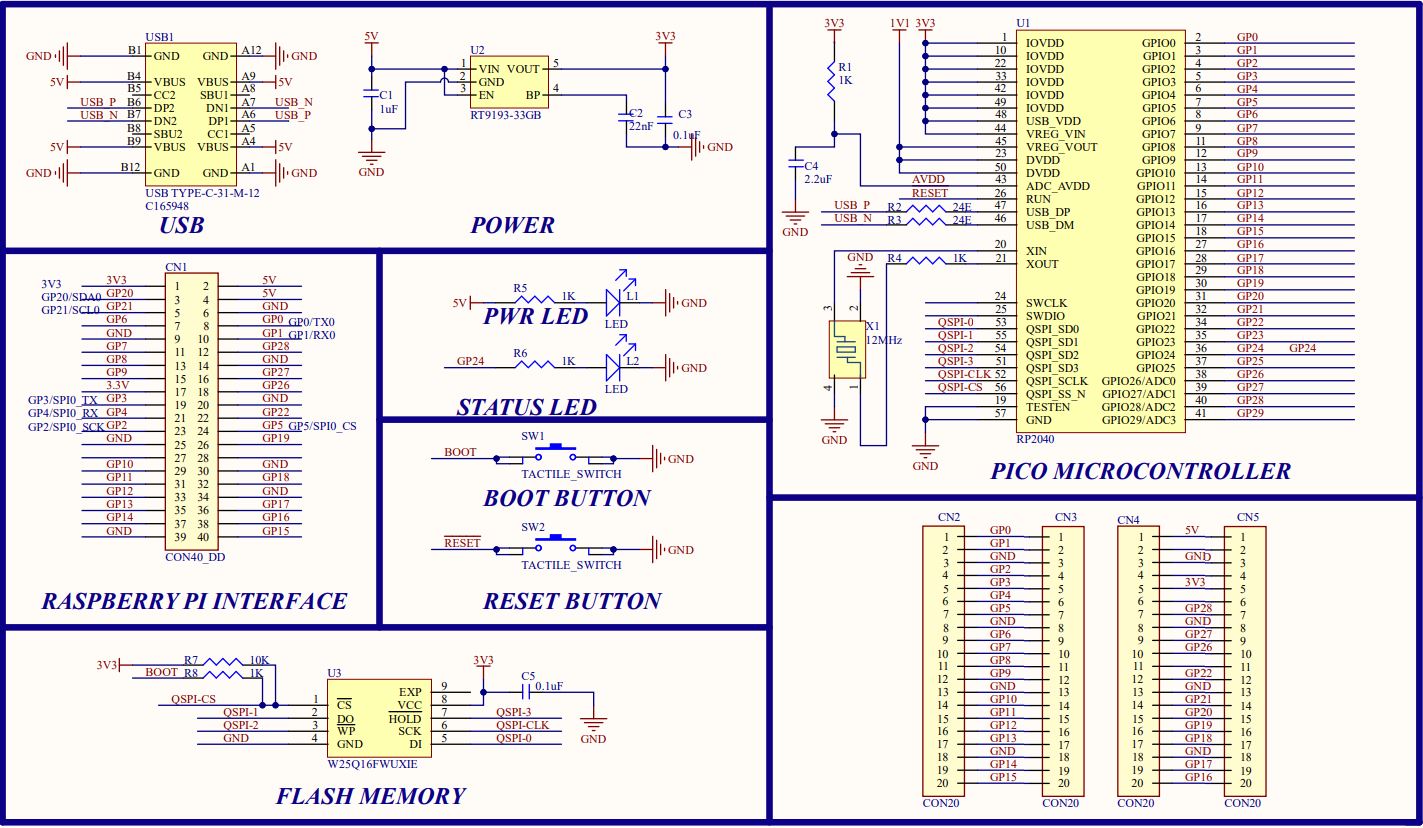 USB1
GND B1 GND GND A12 GND
5V B4 VBUS VBUS A9 5V
B5 CC2 SBU1 A8
USB_P B6 DP2 DN1 A7 USB_N
USB_N B7 DN2 DP1 A6 USB_P
B8 SBU2 CC1 A5
5V B9 VBUS VBUS A4 5V
GND B12 GND GND A1 GND
USB TYPE-C-31-M-12
C165948
USB
5V U2 3V3
1 VIN VOUT 5
2 GND
3 EN BP 4
RT9193-33GB
C1
1uF
C2
22nF
C3
0.1uF
GND
GND
POWER
3V3 1V1 3V3 U1
R1
1K
C4
2.2uF
GND
1 IOVDD GPIO0 2 GP0
10 IOVDD GPIO1 3 GP1
22 IOVDD GPIO2 4 GP2
33 IOVDD GPIO3 5 GP3
42 IOVDD GPIO4 6 GP4
49 IOVDD GPIO5 7 GP5
48 USB_VDD GPIO6 8 GP6
44 VREG_VIN GPIO7 9 GP7
45 VREG_VOUT GPIO8 11 GP8
23 DVDD GPIO9 12 GP9
50 DVDD GPIO10 13 GP10
AVDD 43 ADC_AVDD GPIO11 14 GP11
RESET 26 RUN GPIO12 15 GP12
USB_P R2 24E 47 USB_DP GPIO13 16 GP13
USB_N R3 24E 46 USB_DM GPIO14 17 GP14
GPIO15 18 GP15
20 XIN GPIO16 27 GP16
GND R4 1K 21 XOUT GPIO17 28 GP17
GPIO18 29 GP18
GPIO19 30 GP19
24 SWCLK GPIO20 31 GP20
25 SWDIO GPIO21 32 GP21
QSPI-0 53 QSPI_SD0 GPIO22 34 GP22
QSPI-1 55 QSPI_SD1 GPIO23 35 GP23
QSPI-2 54 QSPI_SD2 GPIO24 36 GP24 GP24
QSPI-3 51 QSPI_SD3 GPIO25 37 GP25
QSPI-CLK 52 QSPI_SCLK GPIO26/ADC0 38 GP26
QSPI-CS 56 QSPI_SS_N GPIO27/ADC1 39 GP27
19 TESTEN GPIO28/ADC2 40 GP28
57 GND GPIO29/ADC3 41 GP29
RP2040
3 2
X1
12MHz
4 1
GND
GND
PICO MICROCONTROLLER
CN1
3V3 3V3 1 2 5V
GP20/SDA0 GP20 3 4 5V
GP21/SCL0 GP21 5 6 GND
GP6 7 8 GP0 GP0/TX0
GND 9 10 GP1 GP1/RX0
GP7 11 12 GP28
GP8 13 14 GND
GP9 15 16 GP27
3.3V 17 18 GP26
GP3/SPI0_TX GP3 19 20 GND
GP4/SPI0_RX GP4 21 22 GP22
GP2/SPI0_SCK GP2 23 24 GP5 GP5/SPI0_CS
GND 25 26 GP19
27 28
GP10 29 30 GND
GP11 31 32 GP18
GP12 33 34 GND
GP13 35 36 GP17
GP14 37 38 GP16
GND 39 40 GP15
CON40_DD
RASPBERRY PI INTERFACE
5V R5 1K L1 GND
LED
PWR LED
GP24 R6 1K L2 GND
LED
STATUS LED
SW1
BOOT GND
TACTILE_SWITCH
BOOT BUTTON
SW2
RESET GND
TACTILE_SWITCH
RESET BUTTON
3V3 R7 10K
BOOT R8 1K
U3
3V3
C5
0.1uF
GND
EXP 9
QSPI-CS 1 CS VCC 8
QSPI-1 2 DO HOLD 7 QSPI-3
QSPI-2 3 WP SCK 6 QSPI-CLK
GND 4 GND DI 5 QSPI-0
W25Q16FWUXIE
FLASH MEMORY
CN2 CN3 CN4 CN5
1 GP0 1 1 5V 1
2 GP1 2 2 2
3 GND 3 3 GND 3
4 GP2 4 4 4
5 GP3 5 5 3V3 5
6 GP4 6 6 6
7 GP5 7 7 GP28 7
8 GND 8 8 GND 8
9 GP6 9 9 GP27 9
10 GP7 10 10 GP26 10
11 GP8 11 11 11
12 GP9 12 12 GP22 12
13 GND 13 13 GND 13
14 GP10 14 14 GP21 14
15 GP11 15 15 GP20 15
16 GP12 16 16 GP19 16
17 GP13 17 17 GP18 17
18 GND 18 18 GND 18
19 GP14 19 19 GP17 19
20 GP15 20 20 GP16 20
CON20 CON20 CON20 CON20